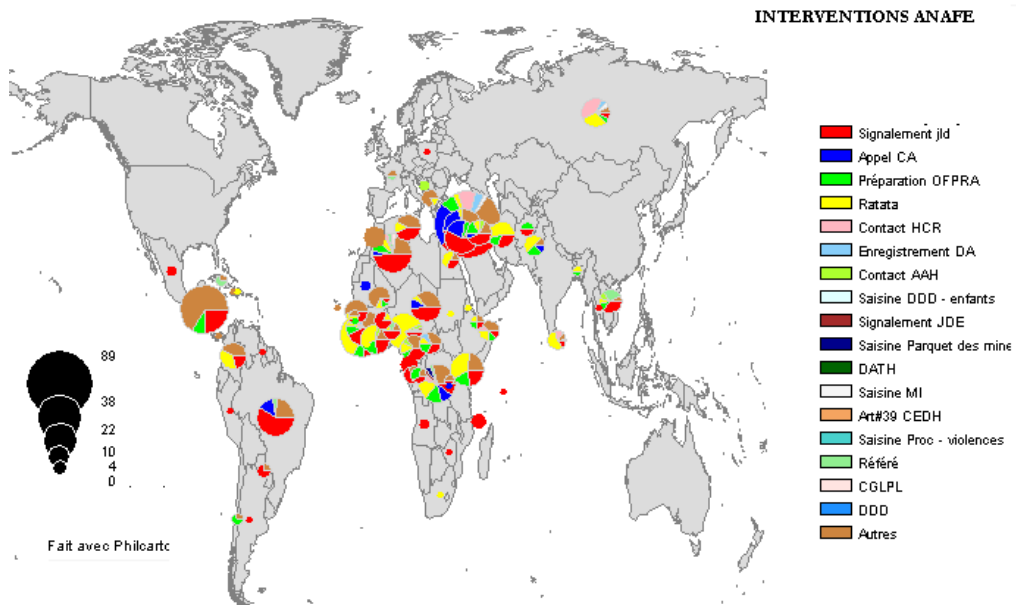 INTERVENTIONS ANAFE
Signalement jld
Appel CA
Préparation OFPRA
Ratata
Contact HCR
Enregistrement DA
Contact AAH
Saisine DDD - enfants
Signalement JDE
Saisine Parquet des mine
DATH
Saisine MI
Art#39 CEDH
Saisine Proc - violences
Référé
CGLPL
DDD
Autres
89
38
22
10
4
0
Fait avec Philcarto